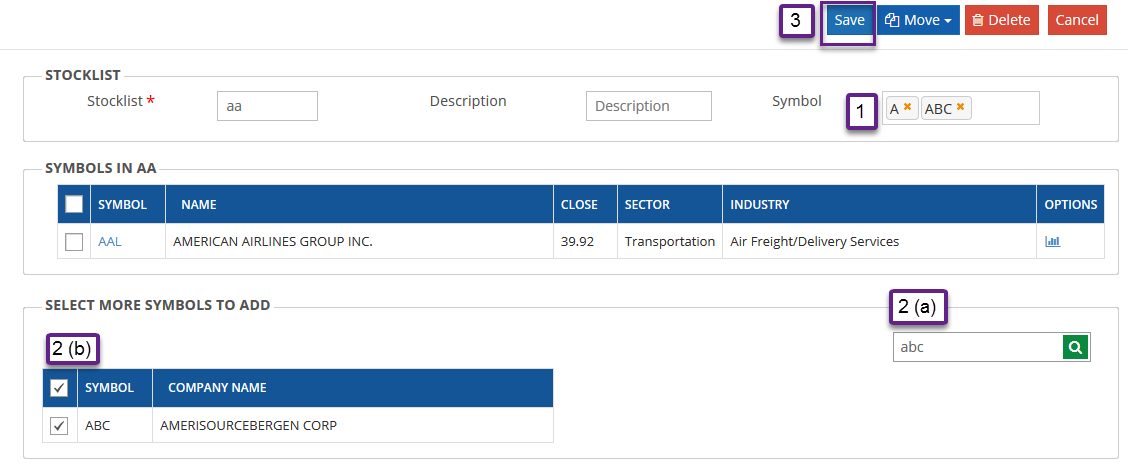 3 Save Move Delete Cancel
STOCKLIST
Stocklist * aa Description Description Symbol 1 A ABC
SYMBOLS IN AA
SYMBOL NAME CLOSE SECTOR INDUSTRY OPTIONS
AAL AMERICAN AIRLINES GROUP INC. 39.92 Transportation Air Freight/Delivery Services
SELECT MORE SYMBOLS TO ADD
2 (a)
abc
2 (b)
SYMBOL COMPANY NAME
ABC AMERISOURCEBERGEN CORP